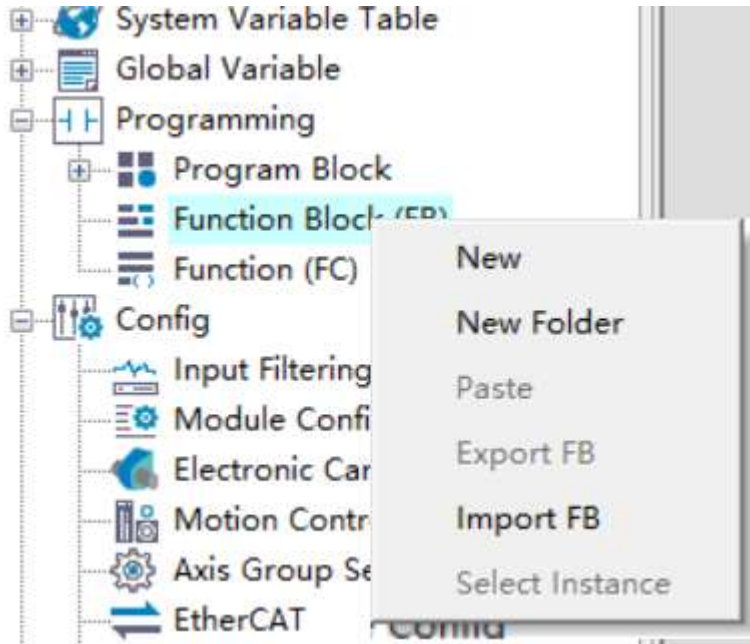 System Variable Table
Global Variable
Programming
Program Block
Function Block (FB)
Function (FC)
Config
Input Filtering
Module Confi
Electronic Ca
Motion Contr
Axis Group Se
EtherCAT
New
New Folder
Paste
Export FB
Import FB
Select Instance